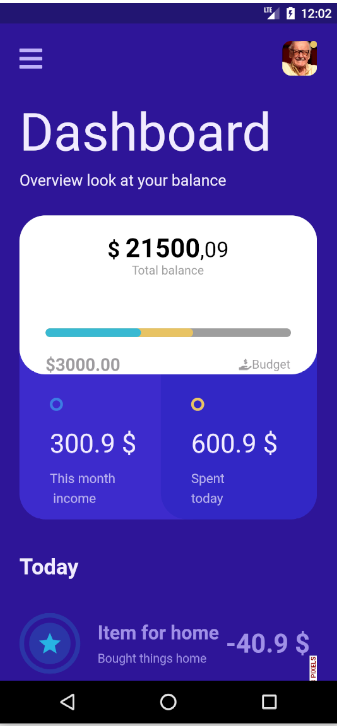 LTE 12:02
Dashboard
Overview look at your balance
$ 21500,09
Total balance
$3000.00 Budget
300.9 $ 600.9 $
This month Spent
income today
Today
Item for home -40.9 $
Bought things home
PIXELS